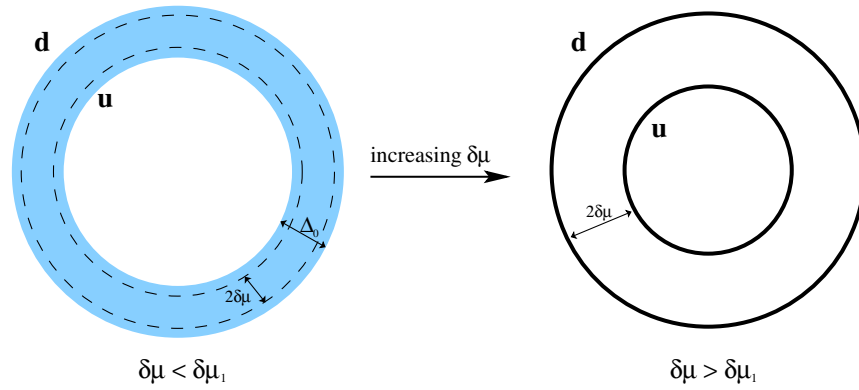 d
u
Δ₀
2δμ
δμ < δμ₁
increasing δμ
d
u
2δμ
δμ > δμ₁